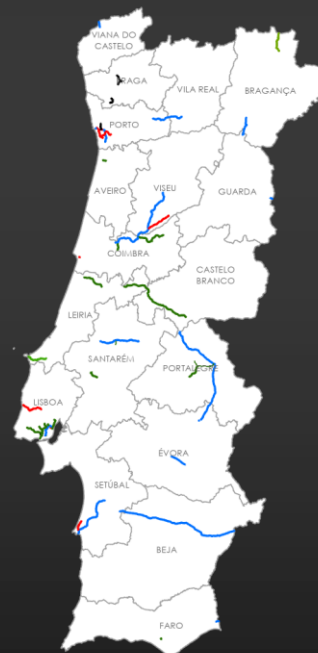 VIANA DO
CASTELO
RAGA
VILA REAL
BRAGANÇA
PORTO
AVEIRO
VISEU
GUARDA
COIMBRA
CASTELO
BRANCO
LEIRIA
SANTARÉM
PORTALEGRE
LISBOA
ÉVORA
SETÚBAL
BEJA
FARO